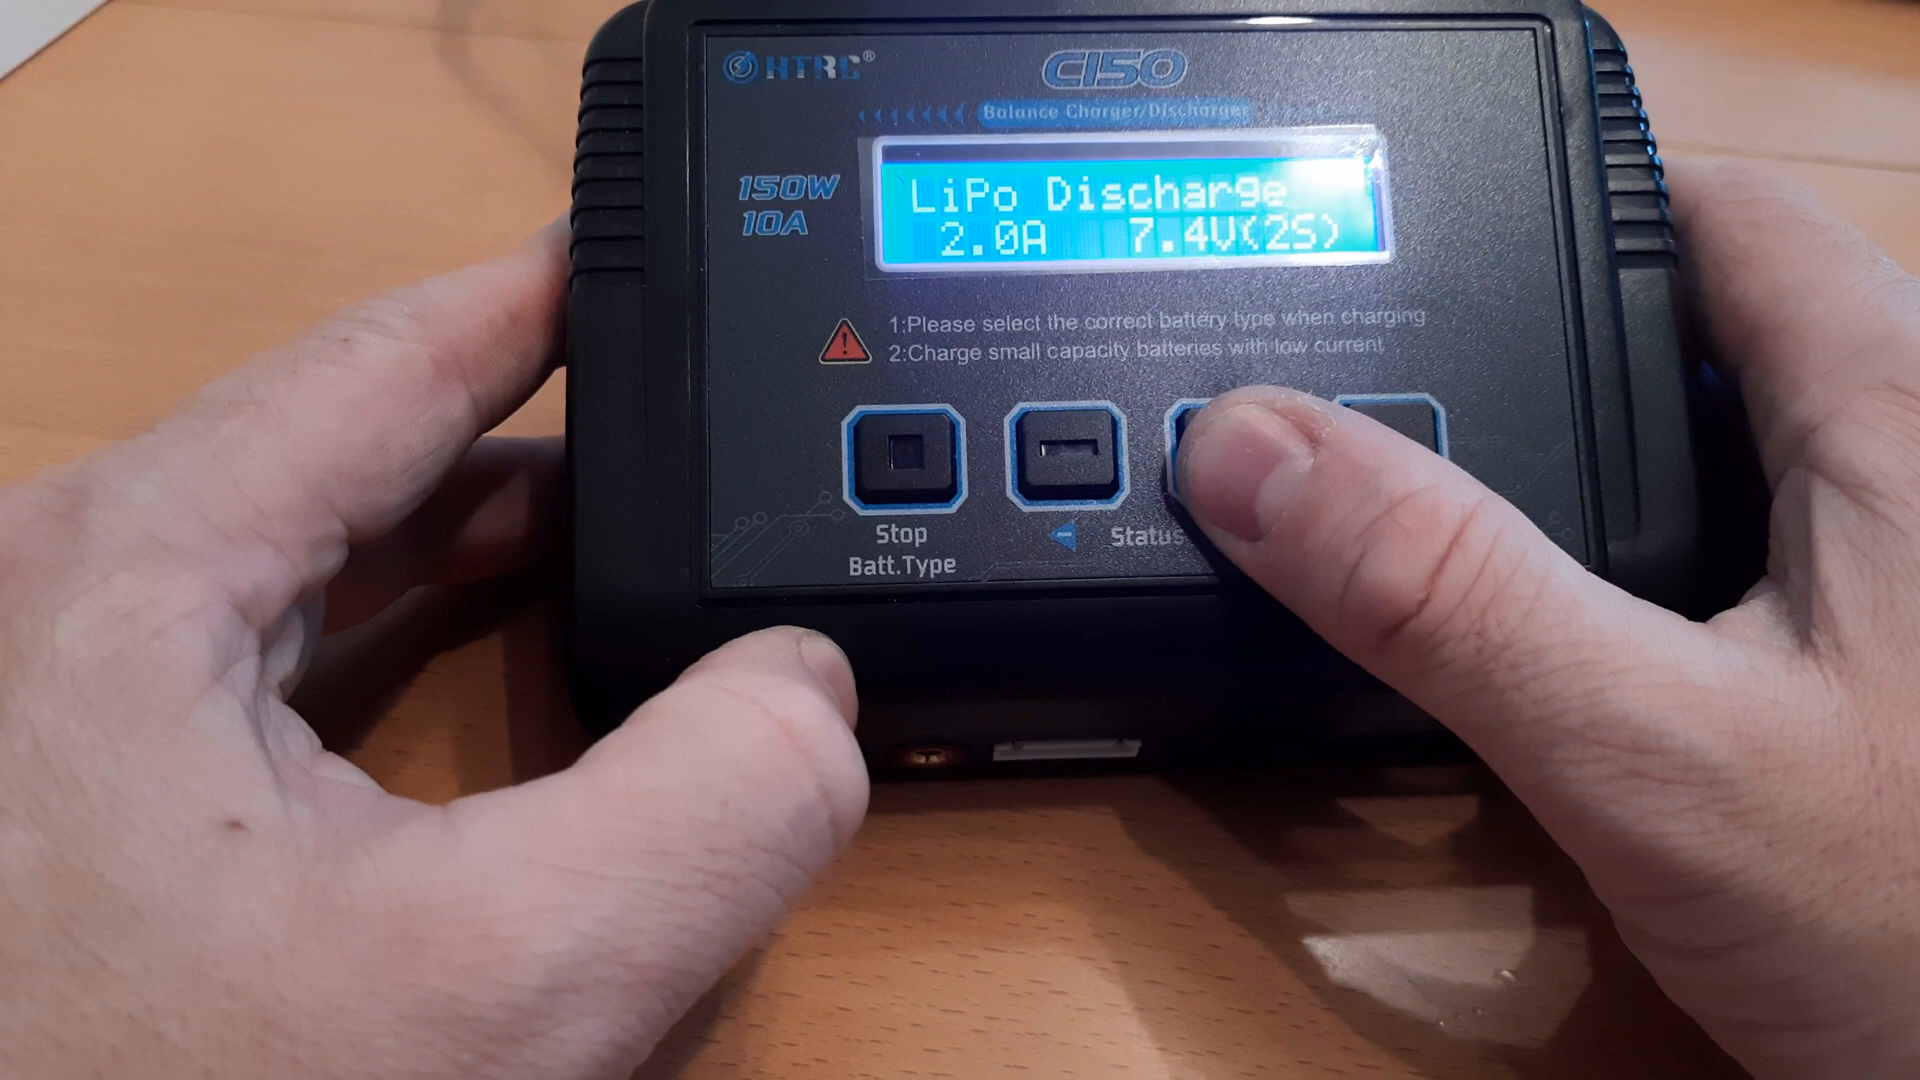 HTRC®
C150
Balance Charger/Discharger
150W
10A
LiPo Discharge
2.0A 7.4V(2S)
1:Please select the correct battery type when charging
2:Charge small capacity batteries with low current
Stop
Batt.Type
Status